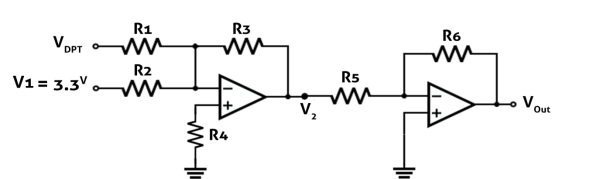 R1
R3
V_DPT
R2
V1 = 3.3V
R4
V2
R5
R6
V_Out